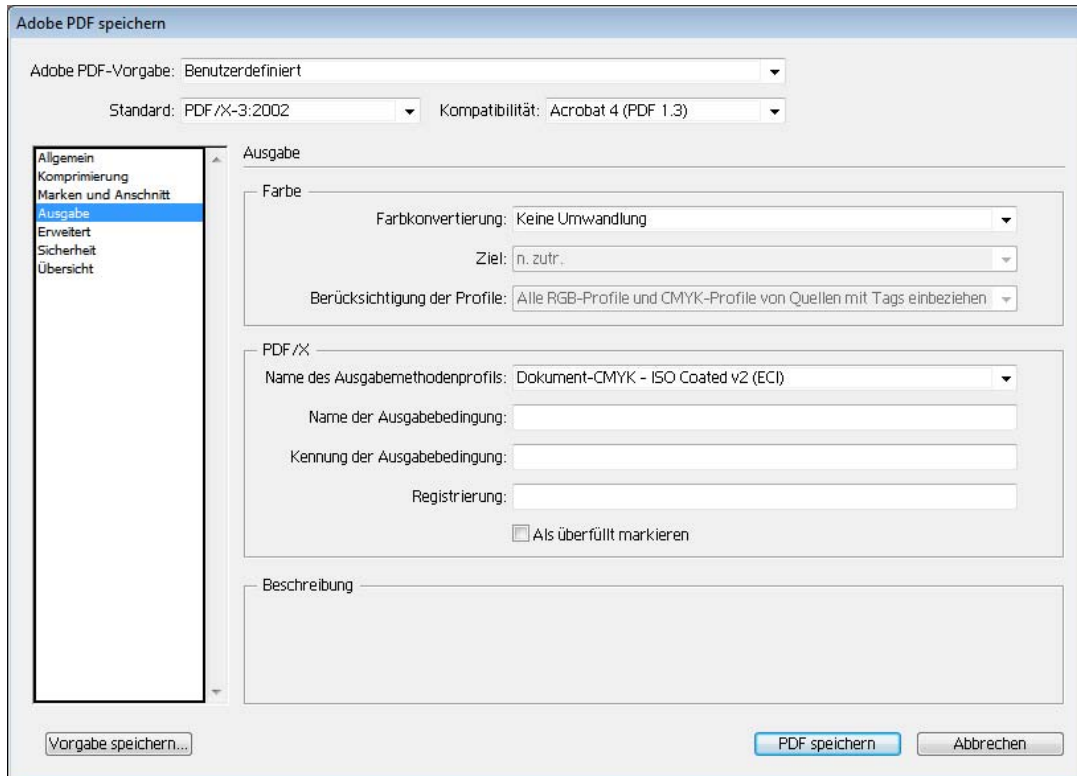 Adobe PDF speichern
Adobe PDF-Vorgabe: Benutzerdefiniert
Standard: PDF/X-3:2002 Kompatibilität: Acrobat 4 (PDF 1.3)
Allgemein
Komprimierung
Marken und Anschnitt
Ausgabe
Erweitert
Sicherheit
Übersicht
Ausgabe
Farbe
Farbkonvertierung: Keine Umwandlung
Ziel: n. zutr.
Berücksichtigung der Profile: Alle RGB-Profile und CMYK-Profile von Quellen mit Tags einbeziehen
PDF/X
Name des Ausgabemethodenprofils: Dokument-CMYK - ISO Coated v2 (ECI)
Name der Ausgabebedingung:
Kennung der Ausgabebedingung:
Registrierung:
Als überfüllt markieren
Beschreibung
Vorgabe speichern... PDF speichern Abbrechen